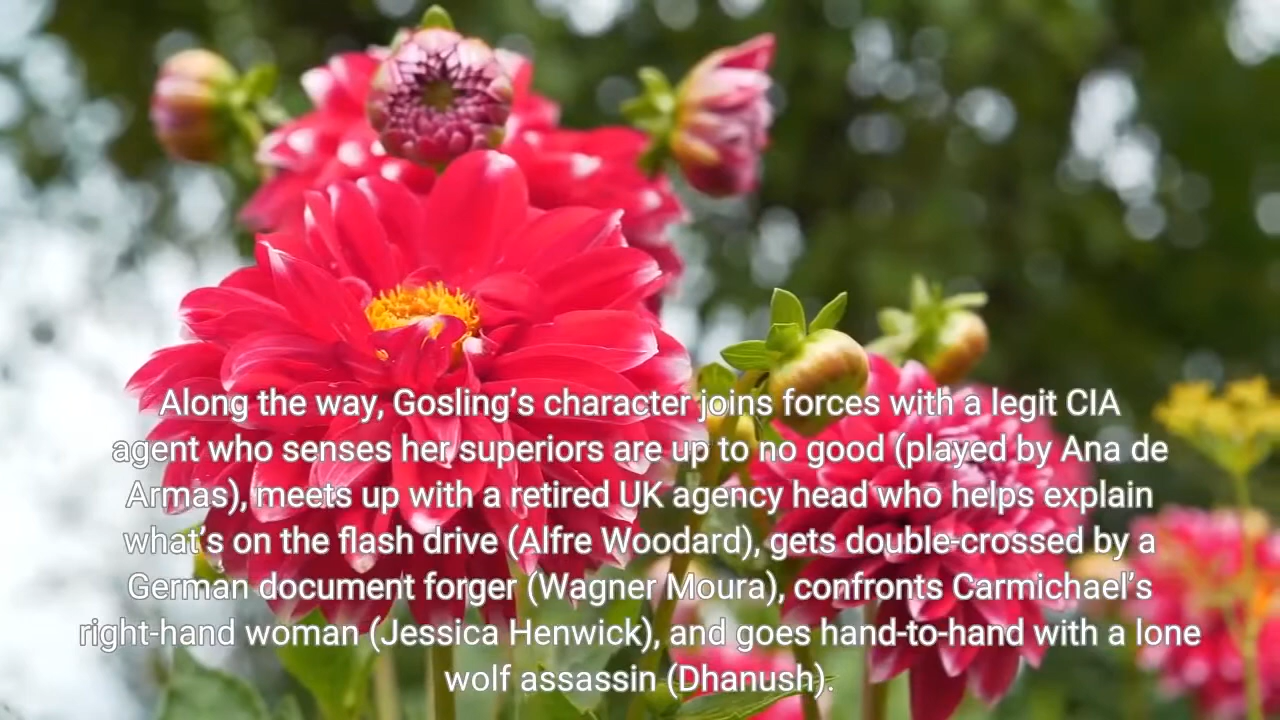 Along the way, Gosling’s character joins forces with a legit CIA
agent who senses her superiors are up to no good (played by Ana de
Armas), meets up with a retired UK agency head who helps explain
what’s on the flash drive (Alfre Woodard), gets double-crossed by a
German document forger (Wagner Moura), confronts Carmichael’s
right-hand woman (Jessica Henwick), and goes hand-to-hand with a lone
wolf assassin (Dhanush).